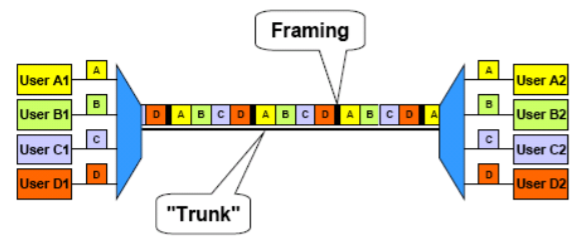 Framing
User A1 A
User B1 B
User C1 C
User D1 D
D A B C D A B C D A B C D A
A User A2
B User B2
C User C2
D User D2
"Trunk"